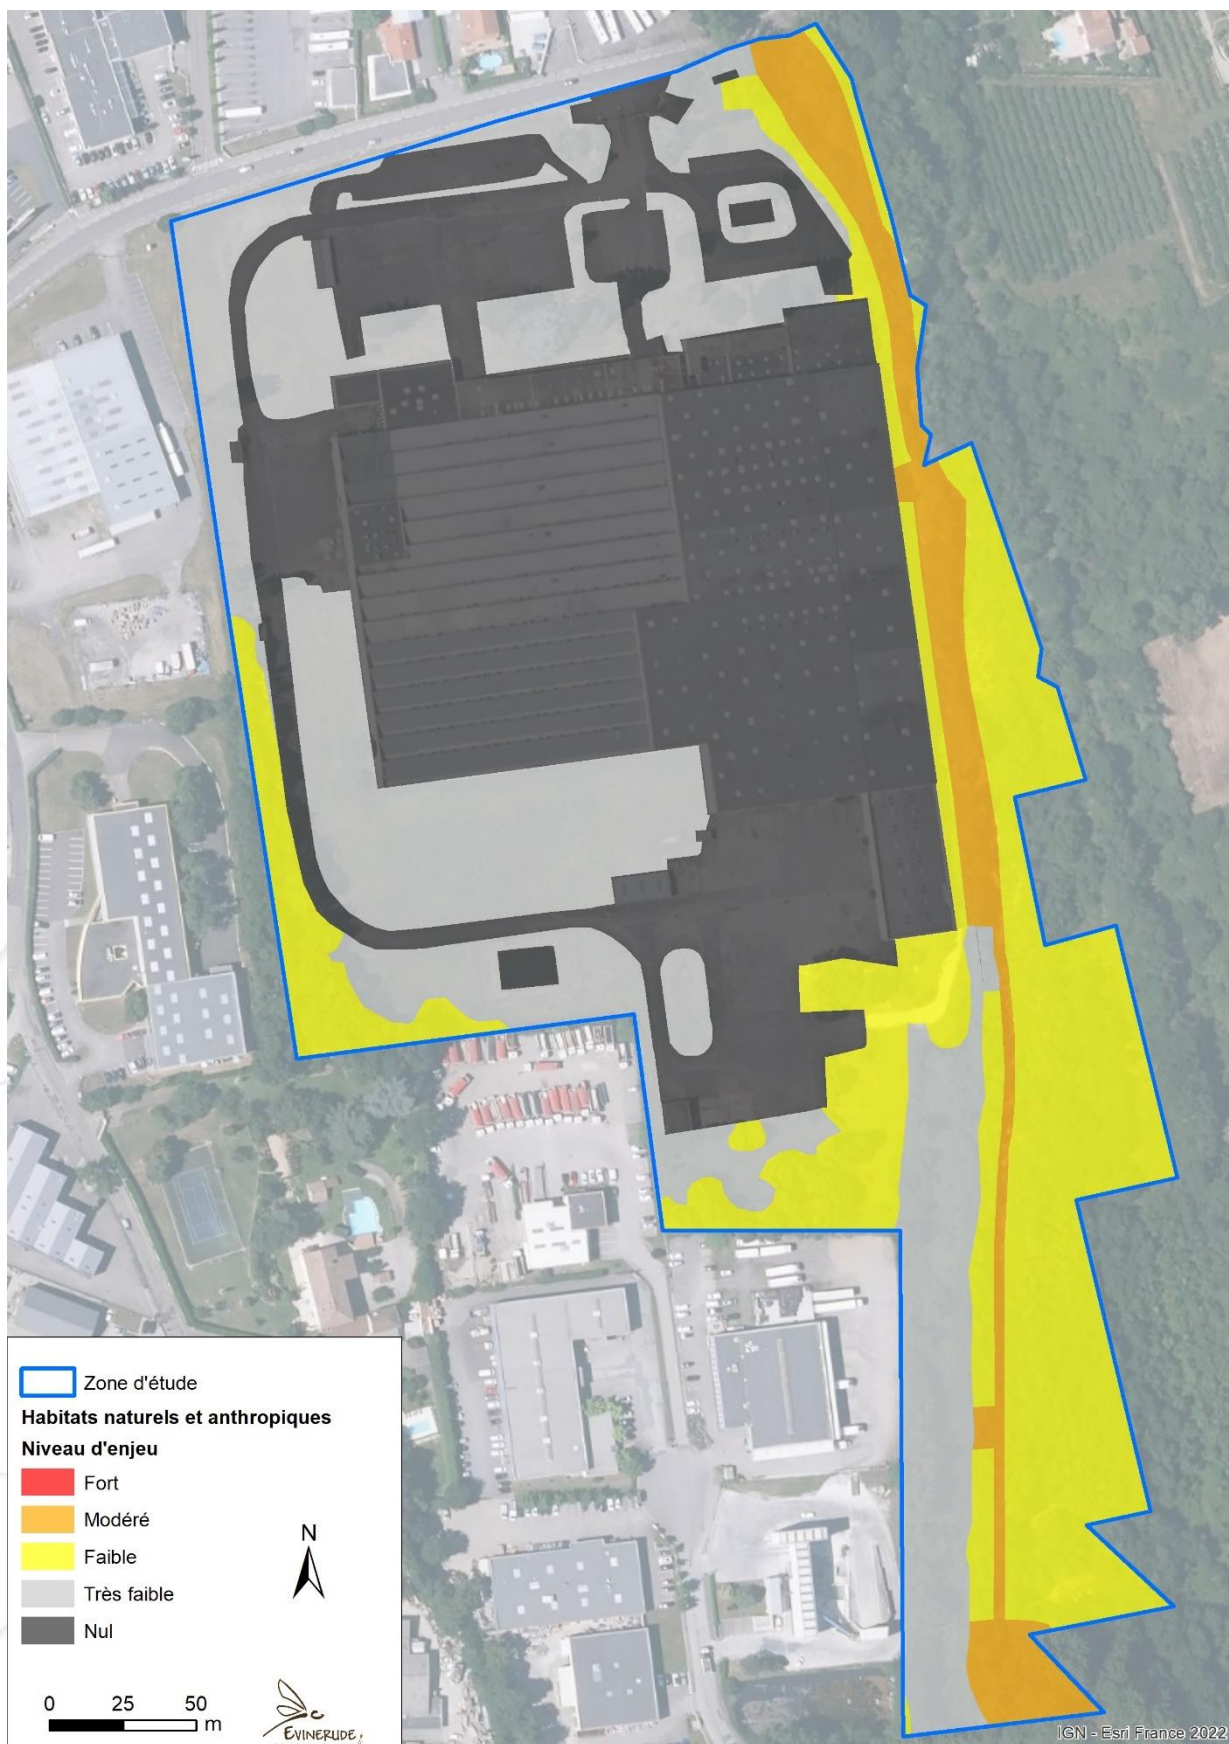 Zone d'étude
Habitats naturels et anthropiques
Niveau d'enjeu
Fort
Modéré
Faible
Très faible
Nul
N
0 25 50
m
EVINERUDE
IGN - Esri France 2022